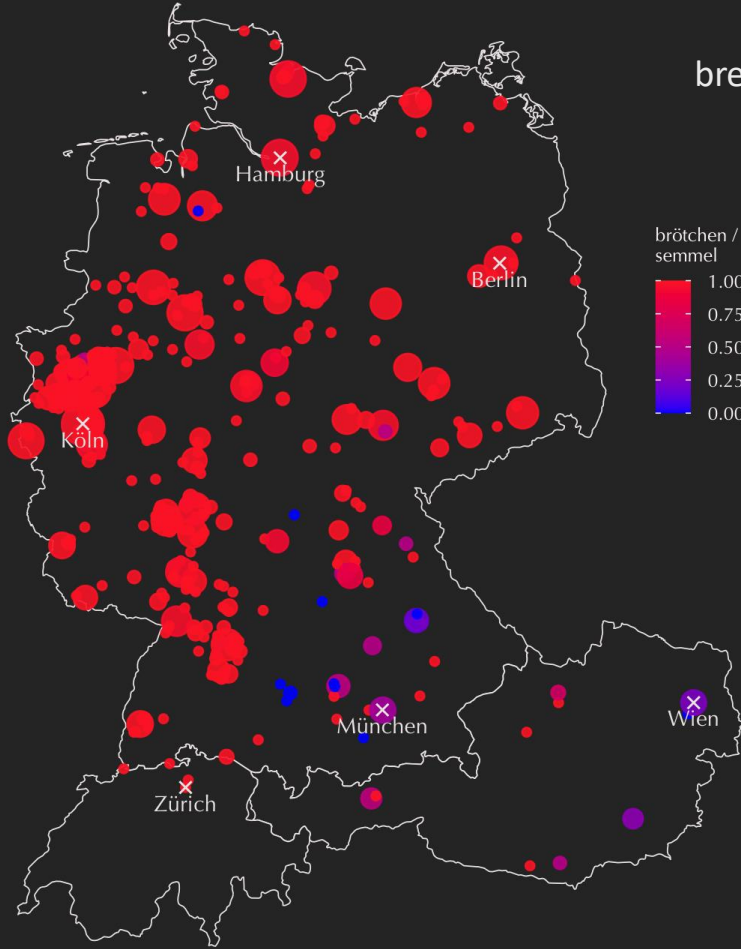 bre
Hamburg
brötchen /
semmel
Berlin
1.00
0.75
0.50
0.25
0.00
Köln
München
Wien
Zürich